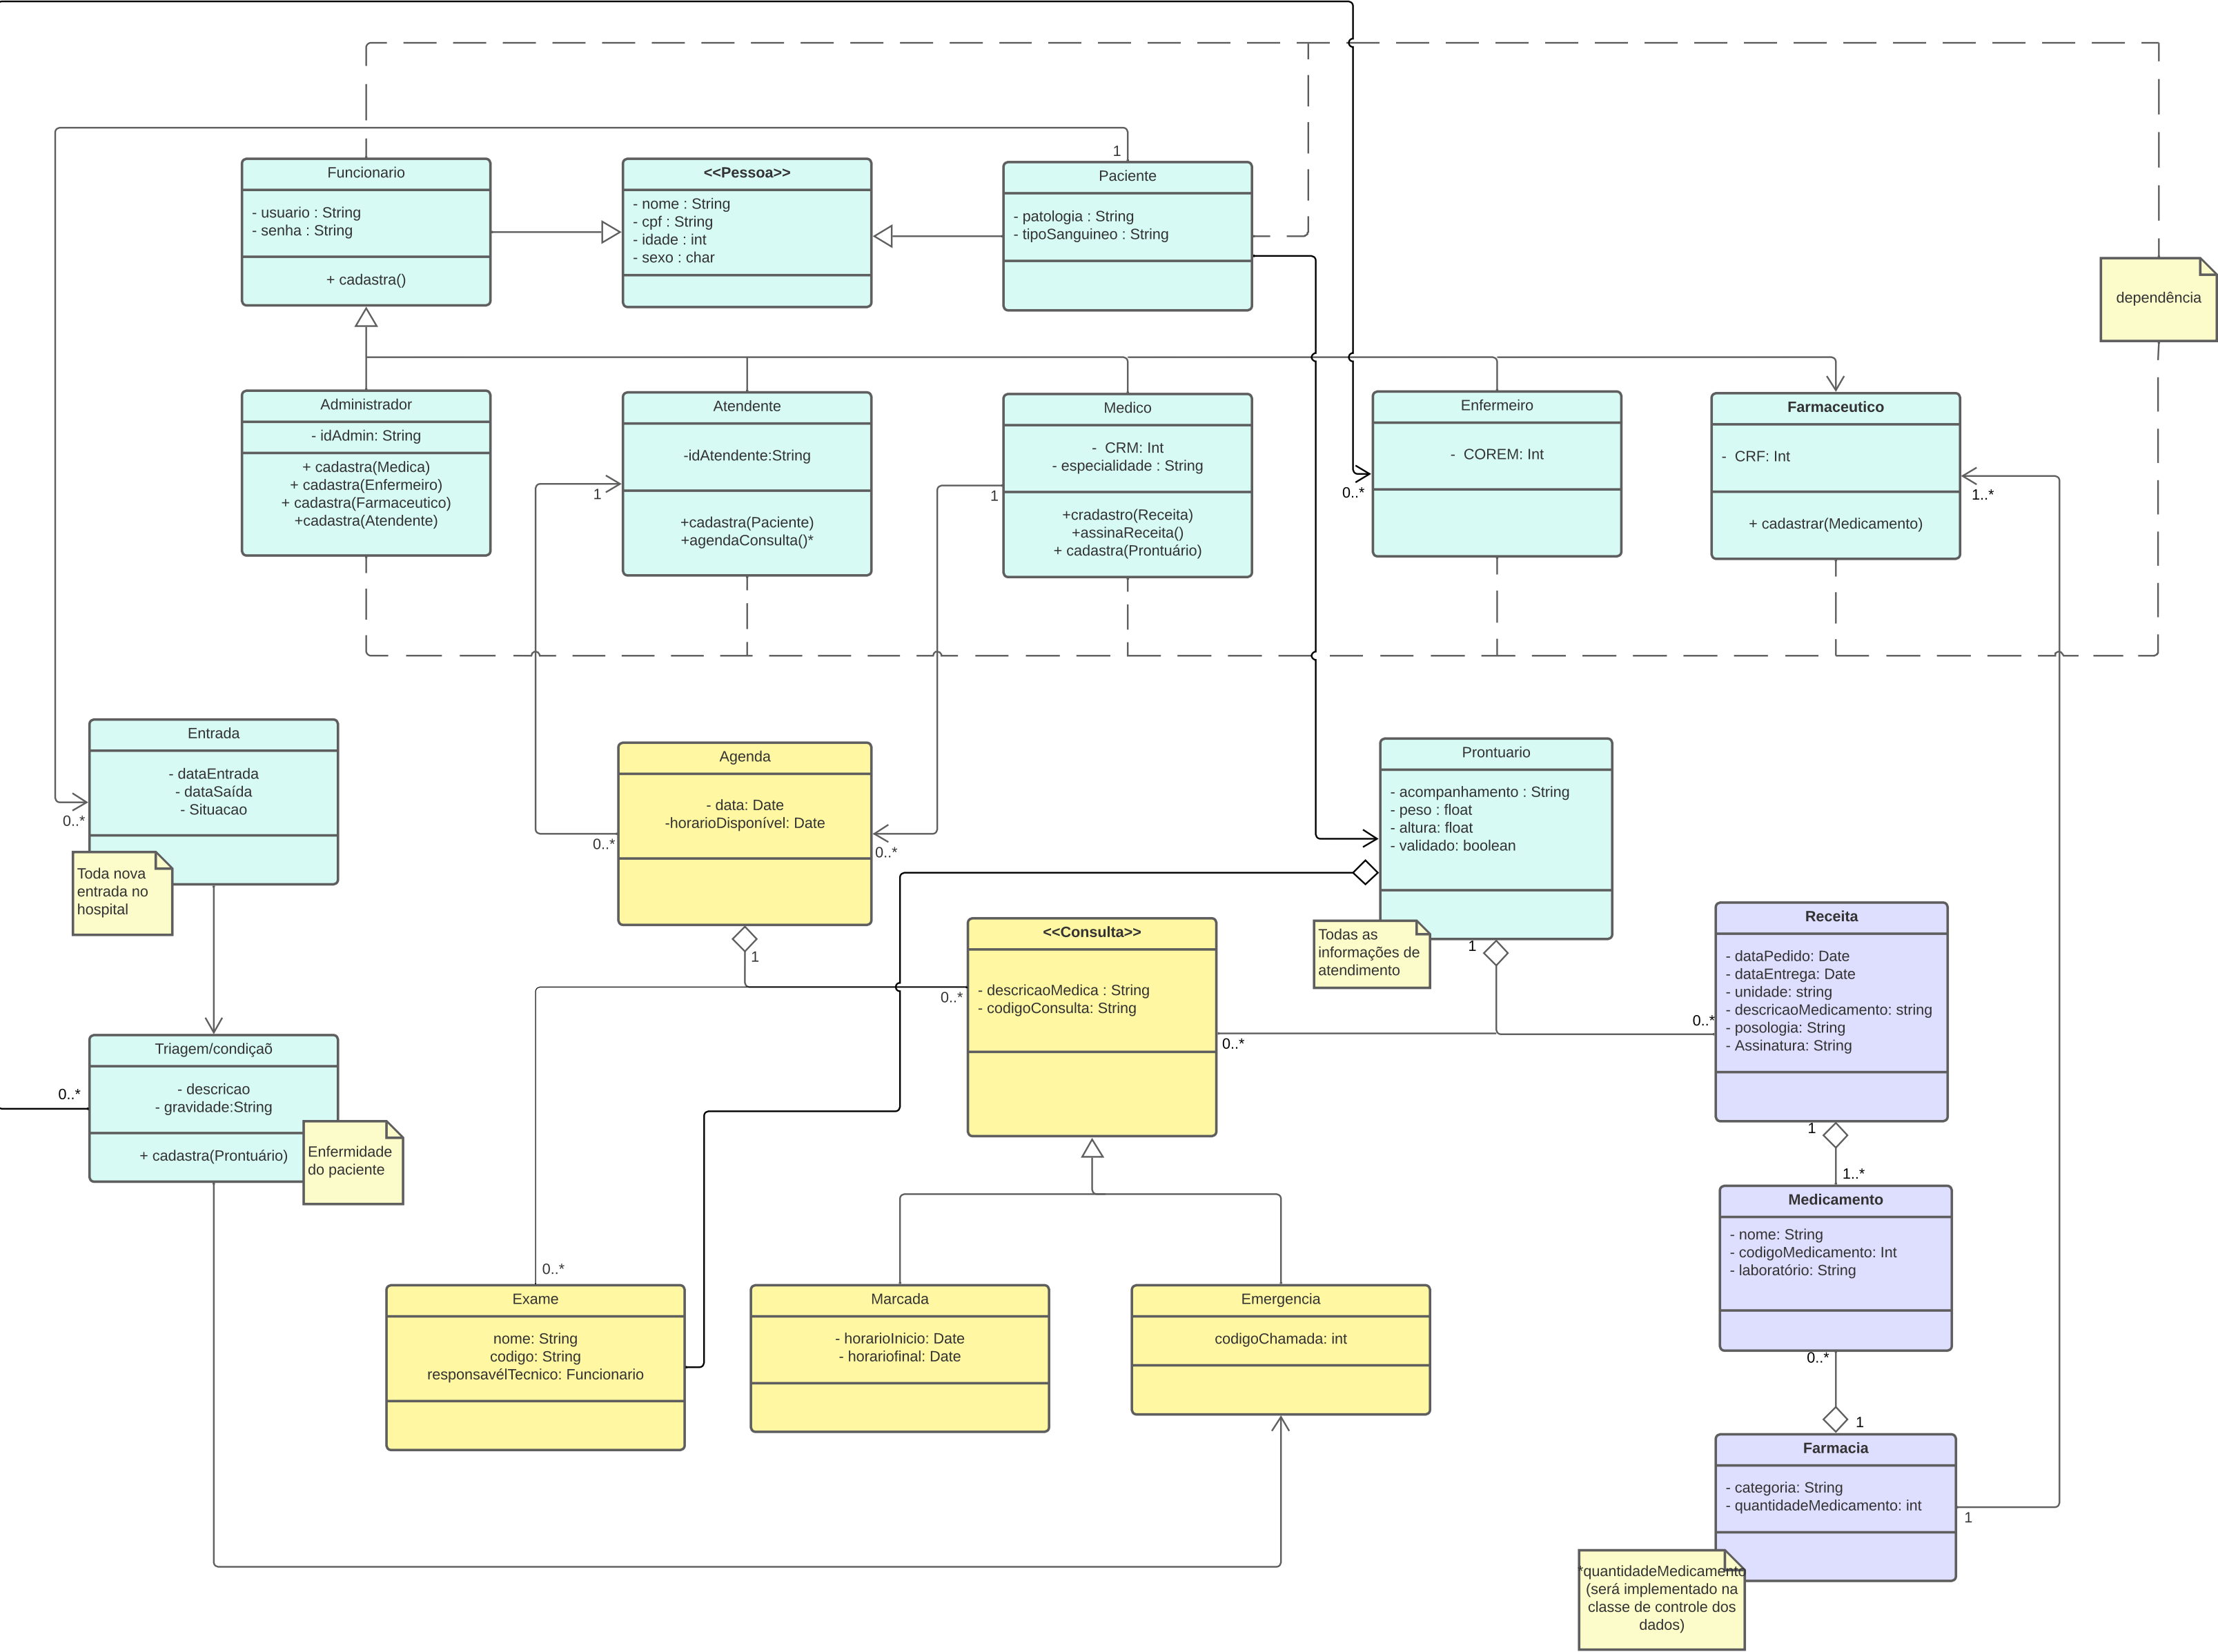 1
Funcionario
- usuario : String
- senha : String
+ cadastra()
<<Pessoa>>
- nome : String
- cpf : String
- idade : int
- sexo : char
Paciente
- patologia : String
- tipoSanguineo : String
dependência
Administrador
- idAdmin: String
+ cadastra(Medica)
+ cadastra(Enfermeiro)
+ cadastra(Farmaceutico)
+cadastra(Atendente)
Atendente
-idAtendente:String
+cadastra(Paciente)
+agendaConsulta()*
1
Medico
- CRM: Int
- especialidade : String
+cradastro(Receita)
+assinaReceita()
+ cadastra(Prontuário)
1
Enfermeiro
- COREM: Int
0..*
Farmaceutico
- CRF: Int
+ cadastrar(Medicamento)
1..*
Entrada
- dataEntrada
- dataSaída
- Situacao
0..*
Toda nova
entrada no
hospital
Agenda
- data: Date
-horarioDisponível: Date
0..*
0..*
1
Prontuario
- acompanhamento : String
- peso : float
- altura: float
- validado: boolean
Todas as
informações de
atendimento
1
<<Consulta>>
- descricaoMedica : String
- codigoConsulta: String
0..*
0..*
Receita
- dataPedido: Date
- dataEntrega: Date
- unidade: string
- descricaoMedicamento: string
- posologia: String
- Assinatura: String
0..*
1
Triagem/condiçaõ
- descricao
- gravidade:String
+ cadastra(Prontuário)
0..*
Enfermidade
do paciente
1..*
Medicamento
- nome: String
- codigoMedicamento: Int
- laboratório: String
0..*
0..*
Exame
nome: String
codigo: String
responsavélTecnico: Funcionario
Marcada
- horarioInicio: Date
- horariofinal: Date
Emergencia
codigoChamada: int
1
Farmacia
- categoria: String
- quantidadeMedicamento: int
1
*quantidadeMedicamento
(será implementado na
classe de controle dos
dados)